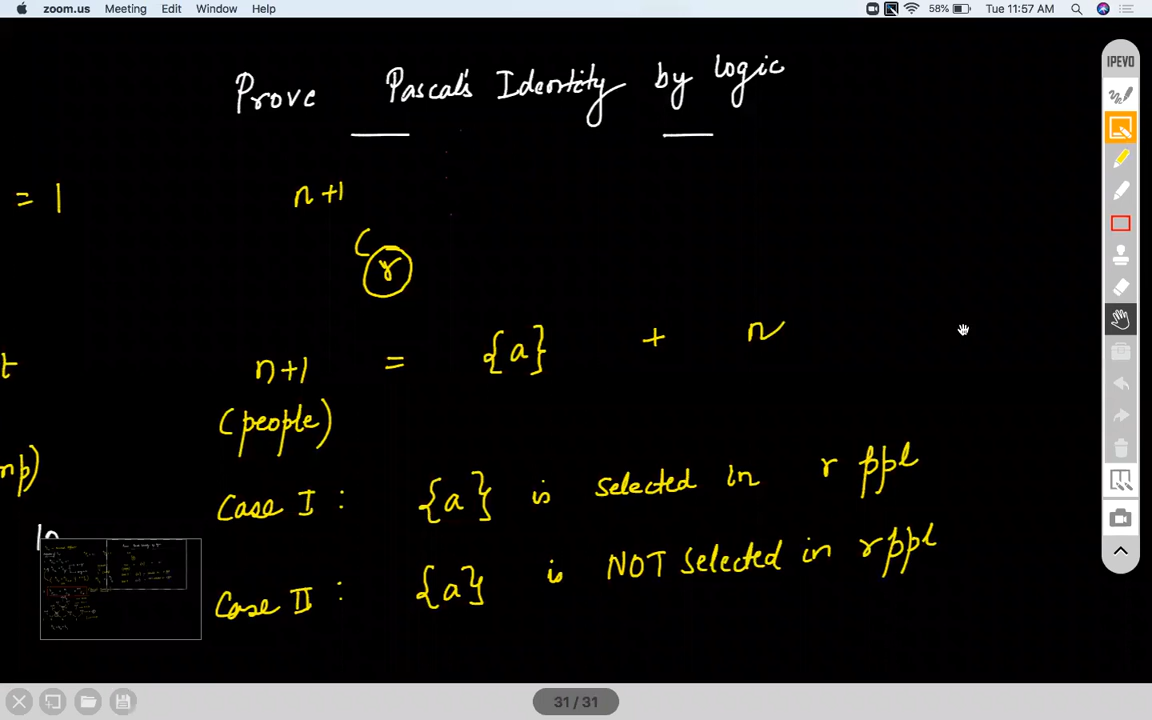 zoom.us Meeting Edit Window Help 58% Tue 11:57 AM
IPEVO
Prove Pascal's Identity by logic
= 1 n+1
C r
n+1 = {a} + n
(people)
Case I : {a} is selected in r ppl
Case II : {a} is NOT selected in r ppl
31 / 31